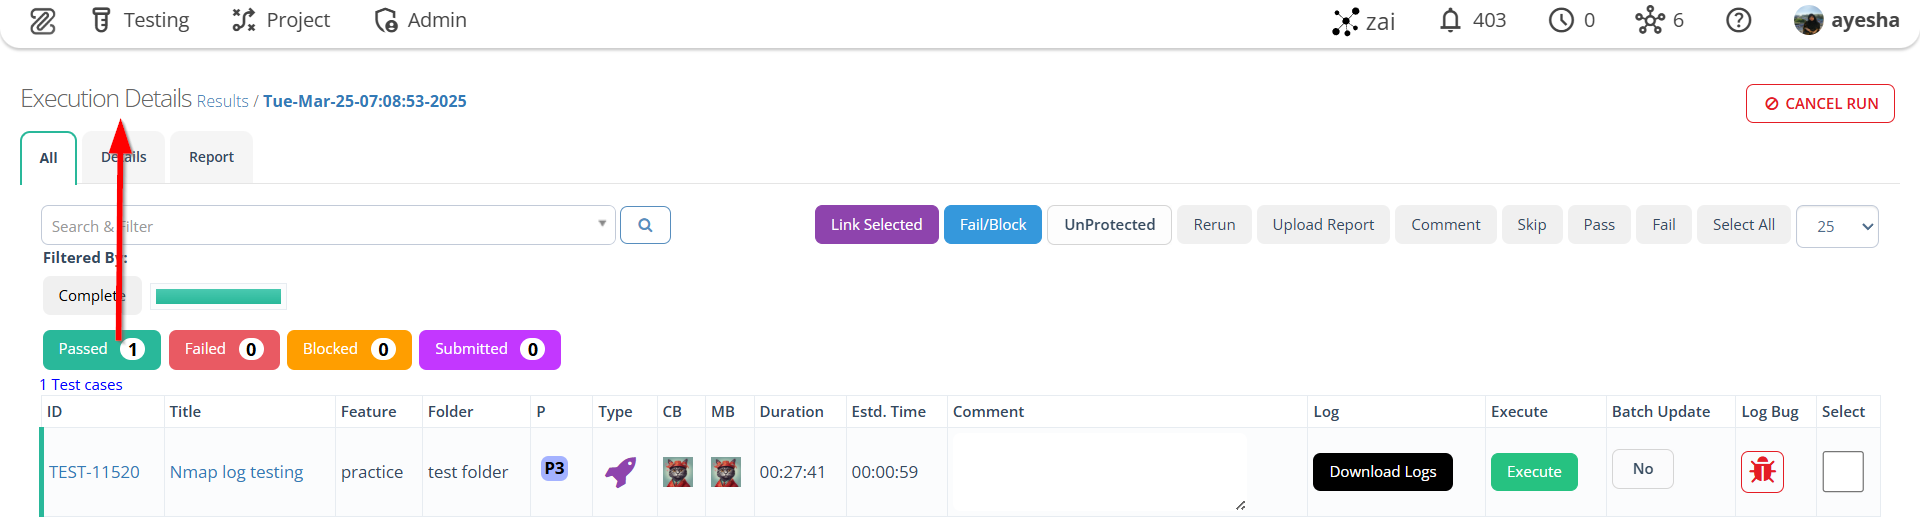 Testing Project Admin zai 403 0 6 ayesha
Execution Details Results / Tue-Mar-25-07:08:53-2025
CANCEL RUN
All Details Report
Search & Filter
Link Selected Fail/Block UnProtected Rerun Upload Report Comment Skip Pass Fail Select All 25
Filtered By:
Complete
Passed 1 Failed 0 Blocked 0 Submitted 0
1 Test cases
ID Title Feature Folder P Type CB MB Duration Estd. Time Comment Log Execute Batch Update Log Bug Select
TEST-11520 Nmap log testing practice test folder P3 00:27:41 00:00:59 Download Logs Execute No